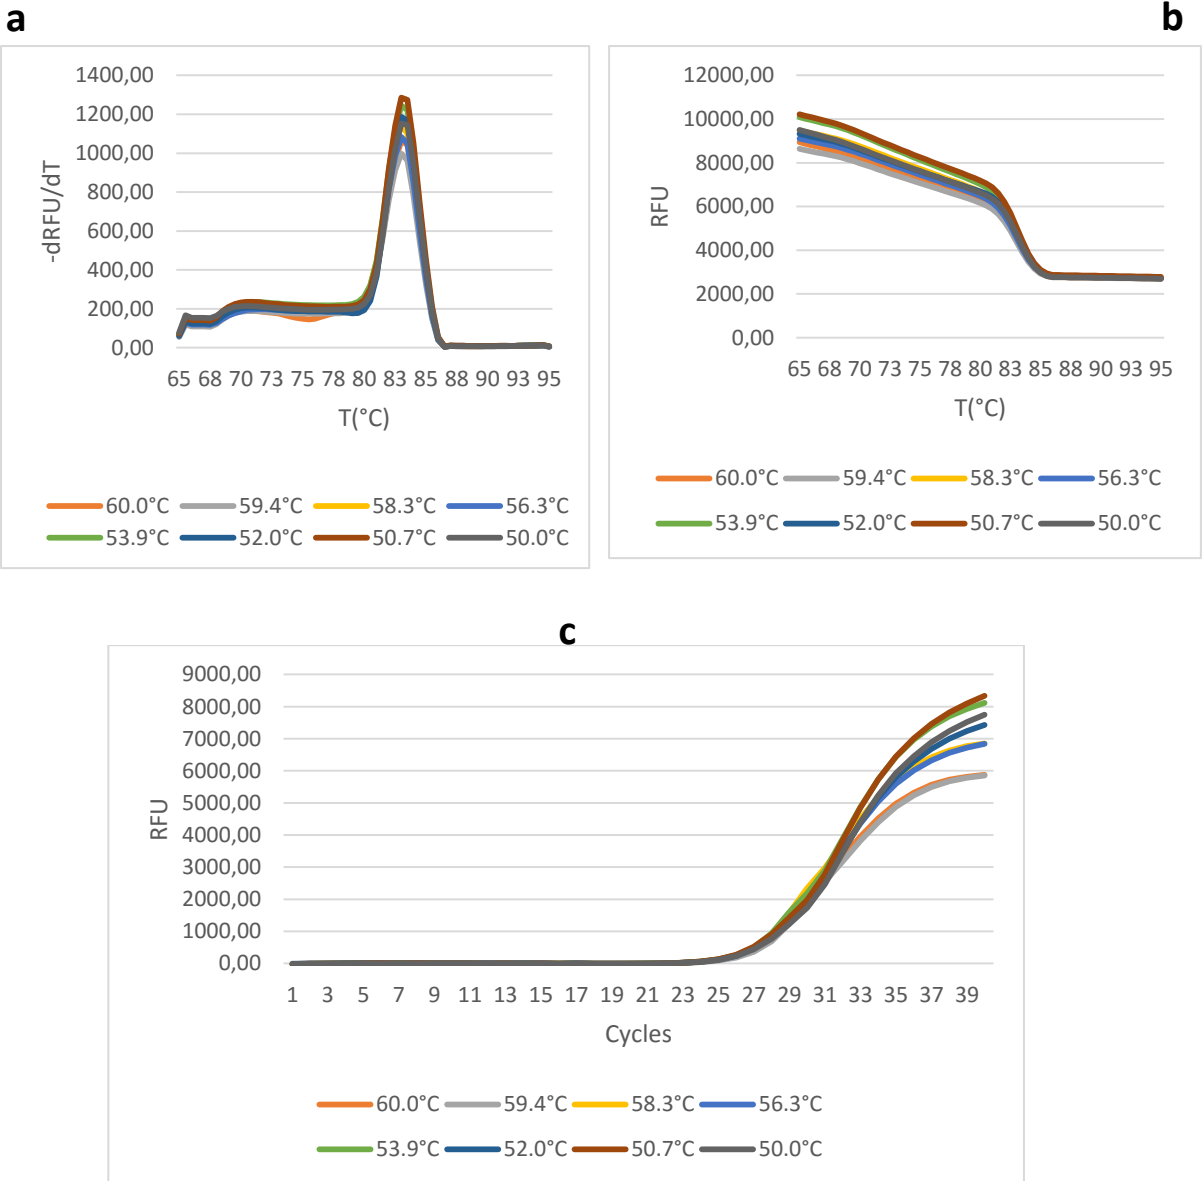 a
b
1400,00
1200,00
1000,00
800,00
600,00
400,00
200,00
0,00
-dRFU/dT
65 68 70 73 75 78 80 83 85 88 90 93 95
T(°C)
60.0°C 59.4°C 58.3°C 56.3°C
53.9°C 52.0°C 50.7°C 50.0°C
12000,00
10000,00
8000,00
6000,00
4000,00
2000,00
0,00
RFU
65 68 70 73 75 78 80 83 85 88 90 93 95
T(°C)
60.0°C 59.4°C 58.3°C 56.3°C
53.9°C 52.0°C 50.7°C 50.0°C
c
9000,00
8000,00
7000,00
6000,00
5000,00
4000,00
3000,00
2000,00
1000,00
0,00
RFU
1 3 5 7 9 11 13 15 17 19 21 23 25 27 29 31 33 35 37 39
Cycles
60.0°C 59.4°C 58.3°C 56.3°C
53.9°C 52.0°C 50.7°C 50.0°C